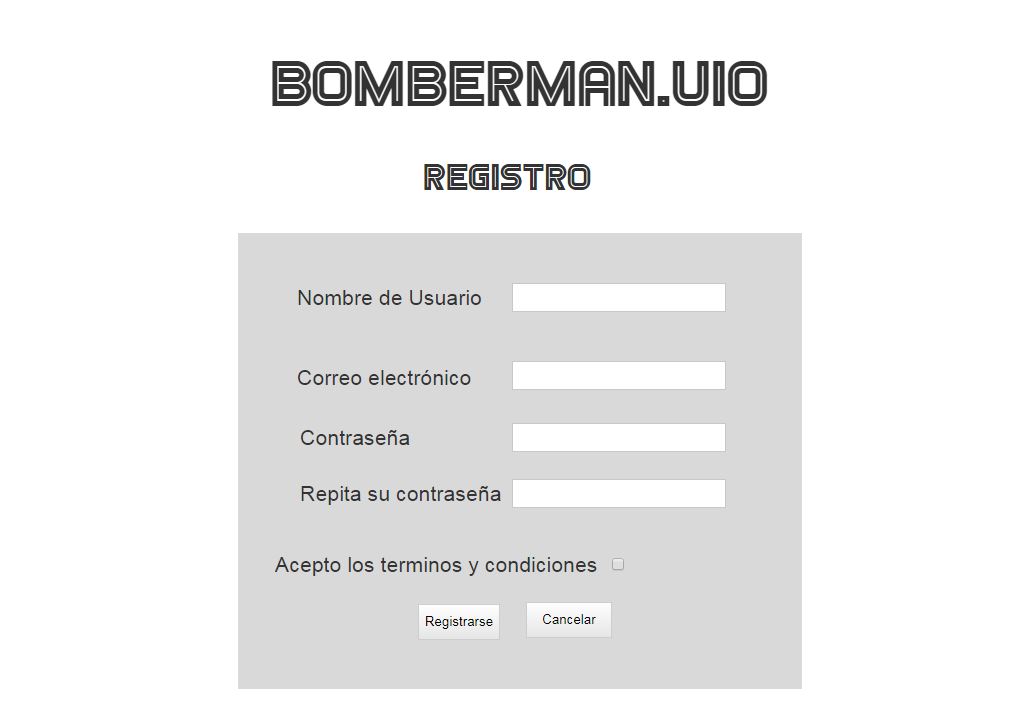 BOMBERMAN.UIO
REGISTRO
Nombre de Usuario
Correo electrónico
Contraseña
Repita su contraseña
Acepto los terminos y condiciones
Registrarse Cancelar